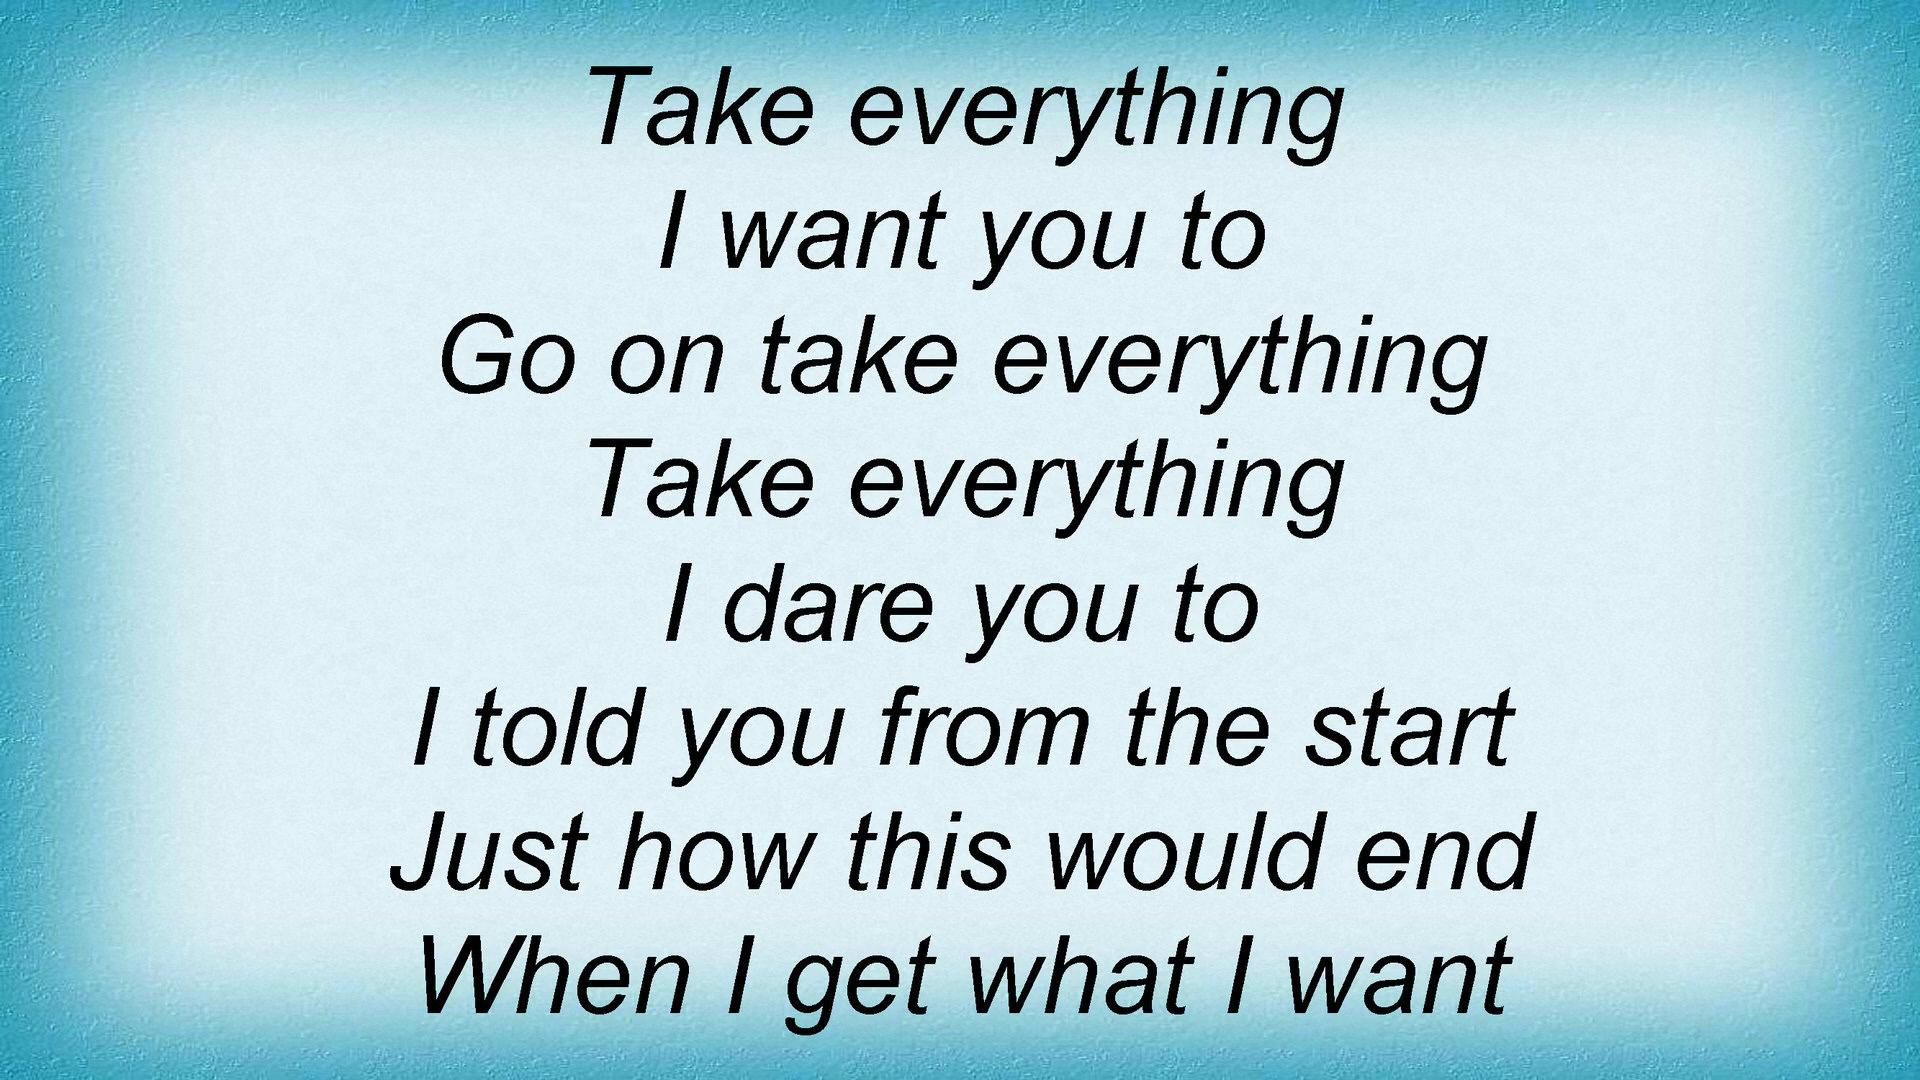 Take everything
I want you to
Go on take everything
Take everything
I dare you to
I told you from the start
Just how this would end
When I get what I want